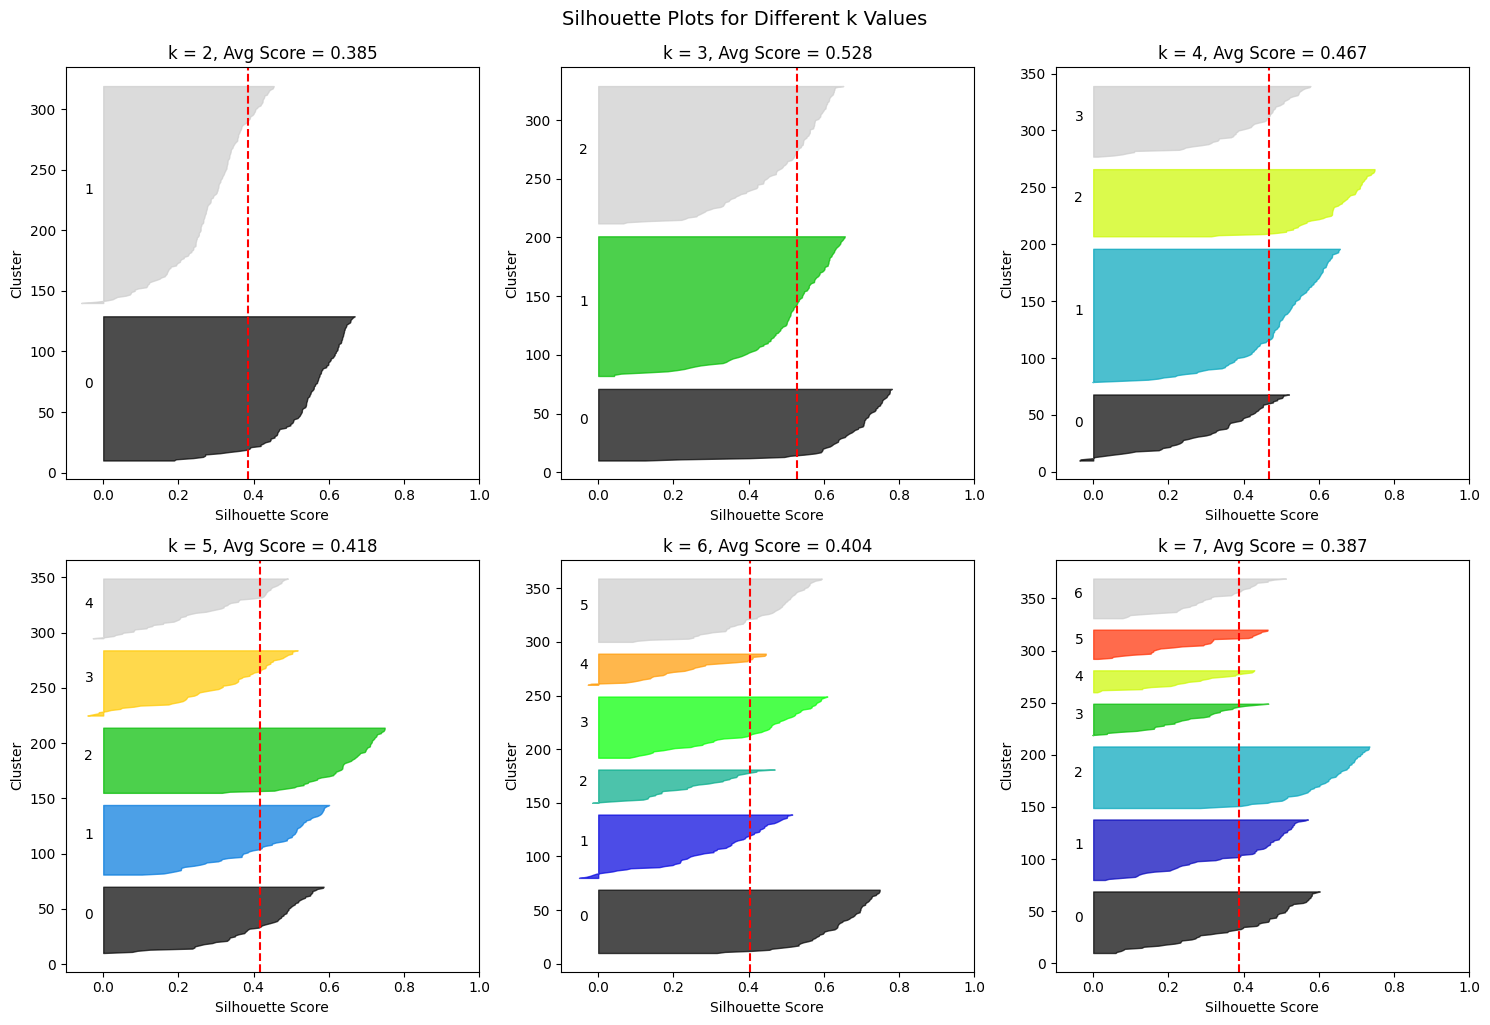 Silhouette Plots for Different k Values
k = 2, Avg Score = 0.385
Cluster
300
250
200
150
100
50
0
1
0
0.0 0.2 0.4 0.6 0.8 1.0
Silhouette Score
k = 3, Avg Score = 0.528
Cluster
300
250
200
150
100
50
0
2
1
0
0.0 0.2 0.4 0.6 0.8 1.0
Silhouette Score
k = 4, Avg Score = 0.467
Cluster
350
300
250
200
150
100
50
0
3
2
1
0
0.0 0.2 0.4 0.6 0.8 1.0
Silhouette Score
k = 5, Avg Score = 0.418
Cluster
350
300
250
200
150
100
50
0
4
3
2
1
0
0.0 0.2 0.4 0.6 0.8 1.0
Silhouette Score
k = 6, Avg Score = 0.404
Cluster
350
300
250
200
150
100
50
0
5
4
3
2
1
0
0.0 0.2 0.4 0.6 0.8 1.0
Silhouette Score
k = 7, Avg Score = 0.387
Cluster
350
300
250
200
150
100
50
0
6
5
4
3
2
1
0
0.0 0.2 0.4 0.6 0.8 1.0
Silhouette Score